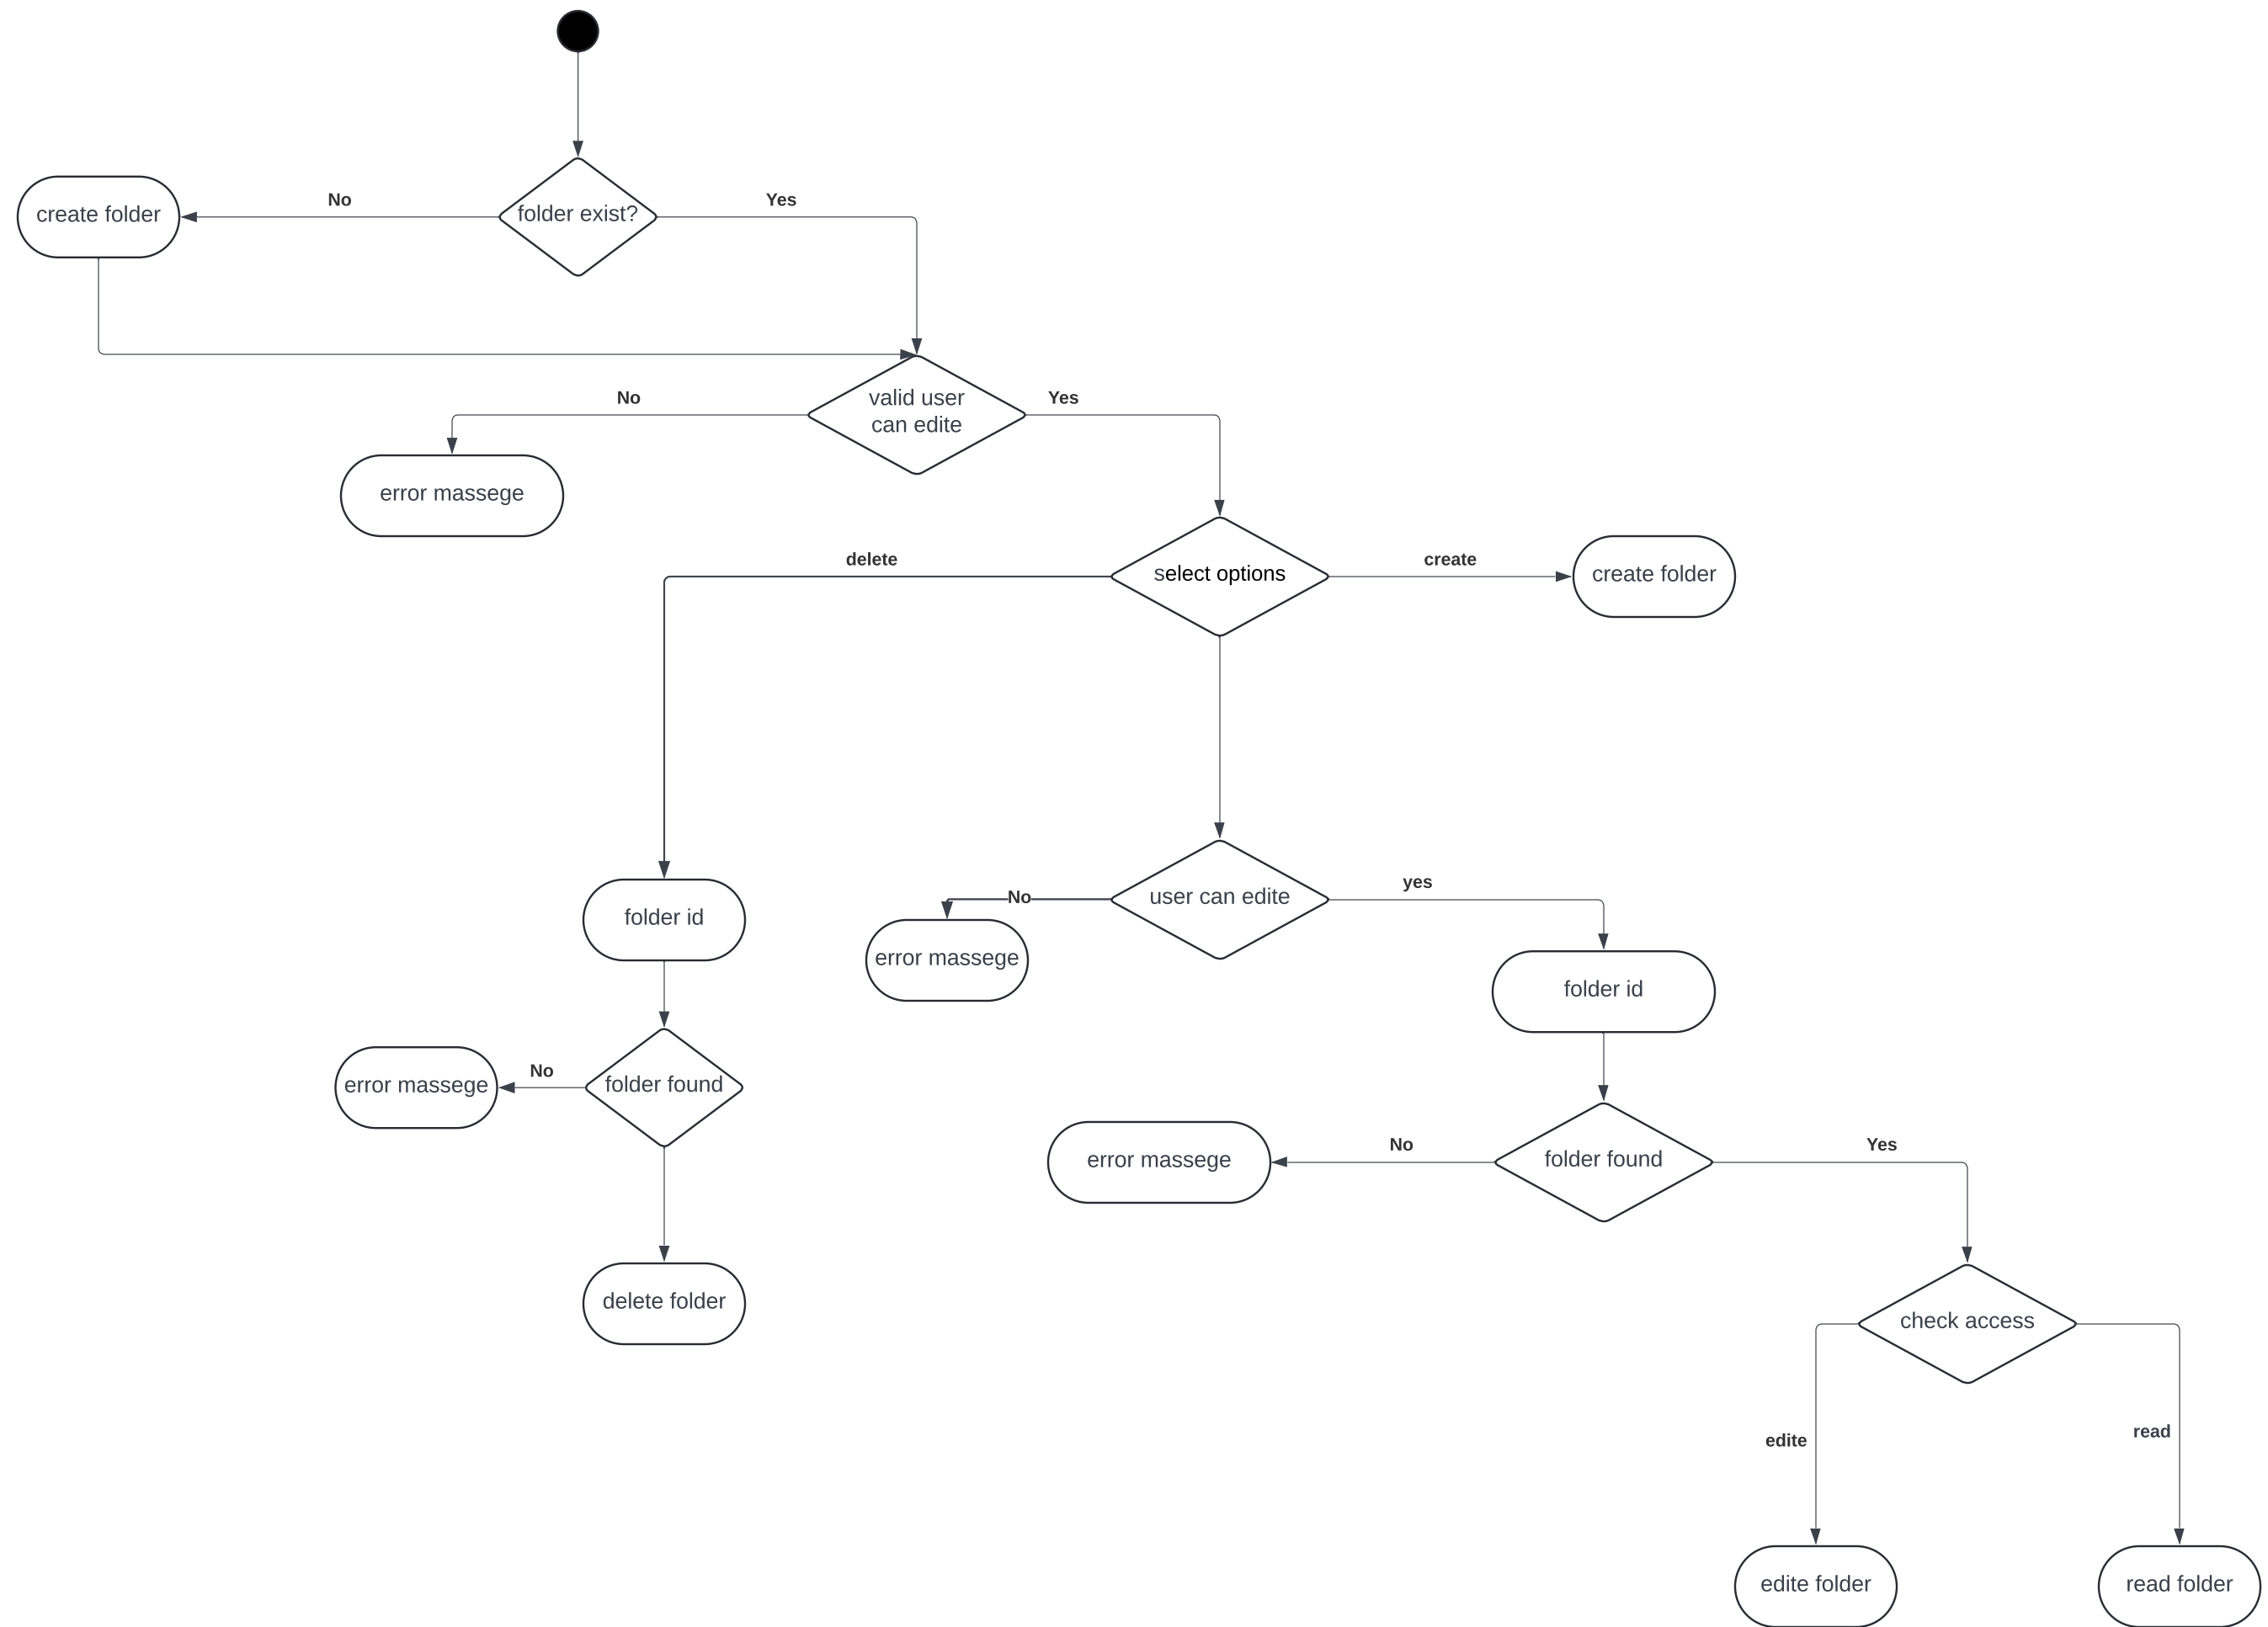 No
Yes
create folder
folder exist?
No
Yes
valid user
can edite
error massege
delete
create
select options
create folder
No
yes
user can edite
folder id
error massege
folder id
No
error massege
folder found
No
Yes
error massege
folder found
delete folder
check access
edite
read
edite folder
read folder